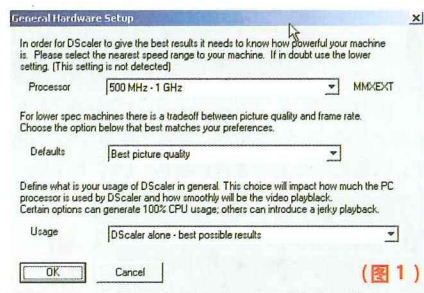 General Hardware Setup
In order for DScaler to give the best results it needs to know how powerful your machine
is. Please select the nearest speed range to your machine. If in doubt use the lower
setting. (This setting is not detected)
Processor 500 MHz - 1 GHz MMXEXT
For lower spec machines there is a tradeoff between picture quality and frame rate.
Choose the option below that best matches your preferences.
Defaults Best picture quality
Define what is your usage of DScaler in general. This choice will impact how much the PC
processor is used by DScaler and how smoothly will be the video playblack.
Certain options can generate 100% CPU usage; others can introduce a jerky playback.
Usage DScaler alone - best possible results
OK Cancel
(图1)